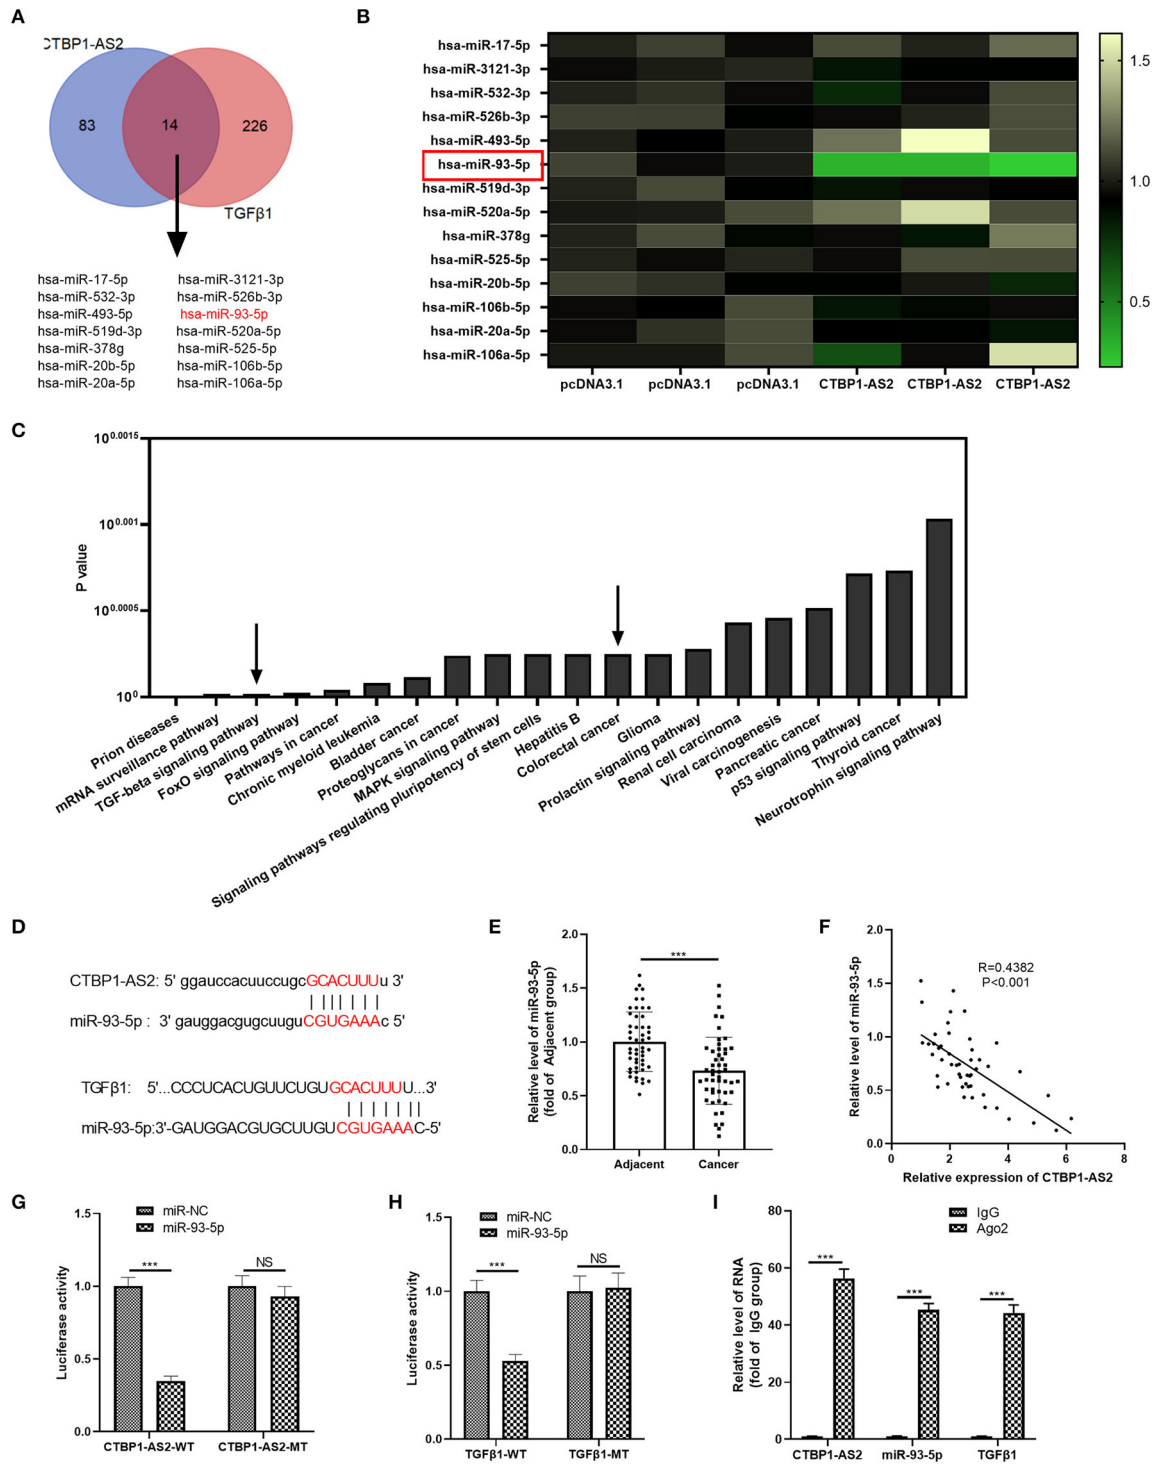 A
CTBP1-AS2
83
14
226
TGFβ1
hsa-miR-17-5p hsa-miR-3121-3p
hsa-miR-532-3p hsa-miR-526b-3p
hsa-miR-493-5p hsa-miR-93-5p
hsa-miR-519d-3p hsa-miR-520a-5p
hsa-miR-378g hsa-miR-525-5p
hsa-miR-20b-5p hsa-miR-106b-5p
hsa-miR-20a-5p hsa-miR-106a-5p
B
hsa-miR-17-5p
hsa-miR-3121-3p
hsa-miR-532-3p
hsa-miR-526b-3p
hsa-miR-493-5p
hsa-miR-93-5p
hsa-miR-519d-3p
hsa-miR-520a-5p
hsa-miR-378g
hsa-miR-525-5p
hsa-miR-20b-5p
hsa-miR-106b-5p
hsa-miR-20a-5p
hsa-miR-106a-5p
pcDNA3.1 pcDNA3.1 pcDNA3.1 CTBP1-AS2 CTBP1-AS2 CTBP1-AS2
1.5
1.0
0.5
C
P value
10^0.0015
10^0.001
10^0.0005
10^0
Prion diseases
mRNA surveillance pathway
TGF-beta signalling pathway
FoxO signaling pathway
Pathways in cancer
Chronic myeloid leukemia
Bladder cancer
Proteoglycans in cancer
MAPK signaling pathway
Signaling pathways regulating pluripotency of stem cells
Hepatitis B
Colorectal cancer
Glioma
Prolactin signaling pathway
Renal cell carcinoma
Viral carcinogenesis
Pancreatic cancer
p53 signaling pathway
Thyroid cancer
Neurotrophin signaling pathway
D
CTBP1-AS2: 5' ggauccacuuccugcGCACUUUu 3'
miR-93-5p : 3' gauggacgugcuuguCGUGAAAc 5'
TGFβ1: 5'...CCCUCACUGUUCUGUGCACUUUU...3'
miR-93-5p:3'-GAUGGACGUGCUUGUCGUGAAAC-5'
E
Relative level of miR-93-5p
(fold of Adjacent group)
2.0
1.5
1.0
0.5
0.0
***
Adjacent Cancer
F
Relative level of miR-93-5p
2.0
1.5
1.0
0.5
0.0
R=0.4382
P<0.001
0 2 4 6 8
Relative expression of CTBP1-AS2
G
miR-NC
miR-93-5p
Luciferase activity
1.5
1.0
0.5
0.0
*** NS
CTBP1-AS2-WT CTBP1-AS2-MT
H
miR-NC
miR-93-5p
Luciferase activity
1.5
1.0
0.5
0.0
*** NS
TGFβ1-WT TGFβ1-MT
I
IgG
Ago2
Relative level of RNA
(fold of IgG group)
80
60
40
20
0
*** *** ***
CTBP1-AS2 miR-93-5p TGFβ1